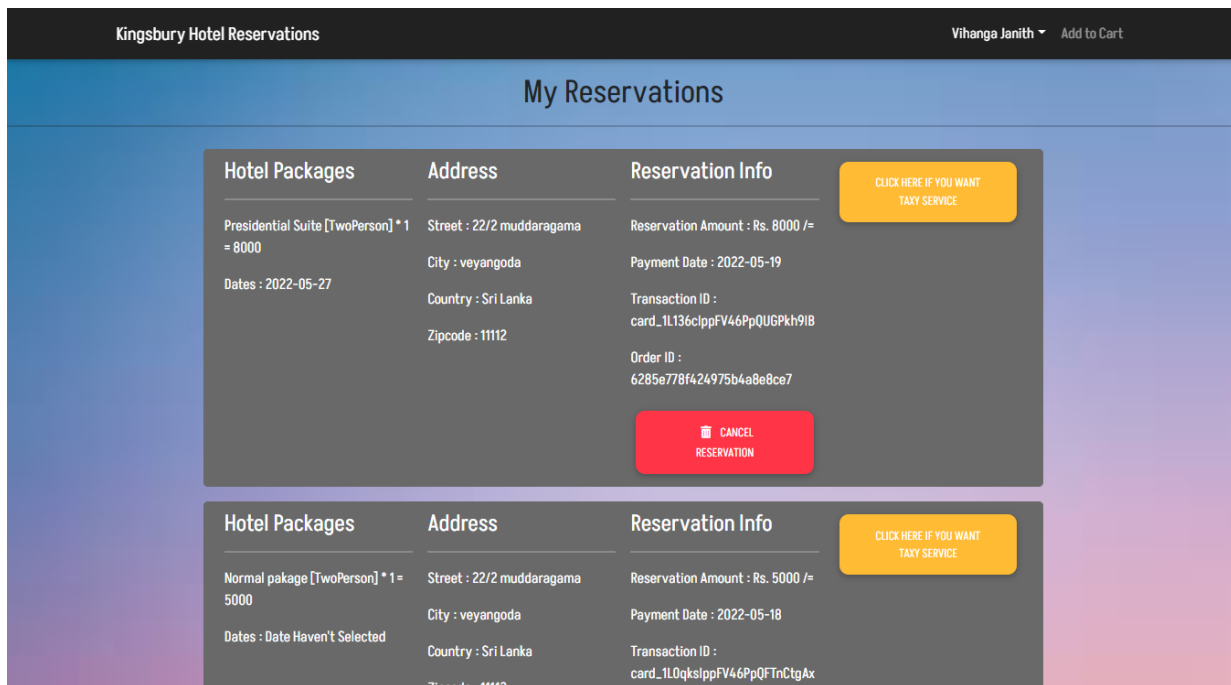 Kingsbury Hotel Reservations
Vihanga Janith
Add to Cart
My Reservations
Hotel Packages
Presidential Suite [TwoPerson] * 1
= 8000
Dates : 2022-05-27
Address
Street : 22/2 muddaragama
City : veyangoda
Country : Sri Lanka
Zipcode : 11112
Reservation Info
Reservation Amount : Rs. 8000 /=
Payment Date : 2022-05-19
Transaction ID :
card_1L136cIppFV46PpQUGPkh9IB
Order ID :
6285e778f424975b4a8e8ce7
CANCEL
RESERVATION
CLICK HERE IF YOU WANT
TAXY SERVICE
Hotel Packages
Normal pakage [TwoPerson] * 1 =
5000
Dates : Date Haven't Selected
Address
Street : 22/2 muddaragama
City : veyangoda
Country : Sri Lanka
Reservation Info
Reservation Amount : Rs. 5000 /=
Payment Date : 2022-05-18
Transaction ID :
card_1L0qksIppFV46PpQFTnCtgAx
CLICK HERE IF YOU WANT
TAXY SERVICE